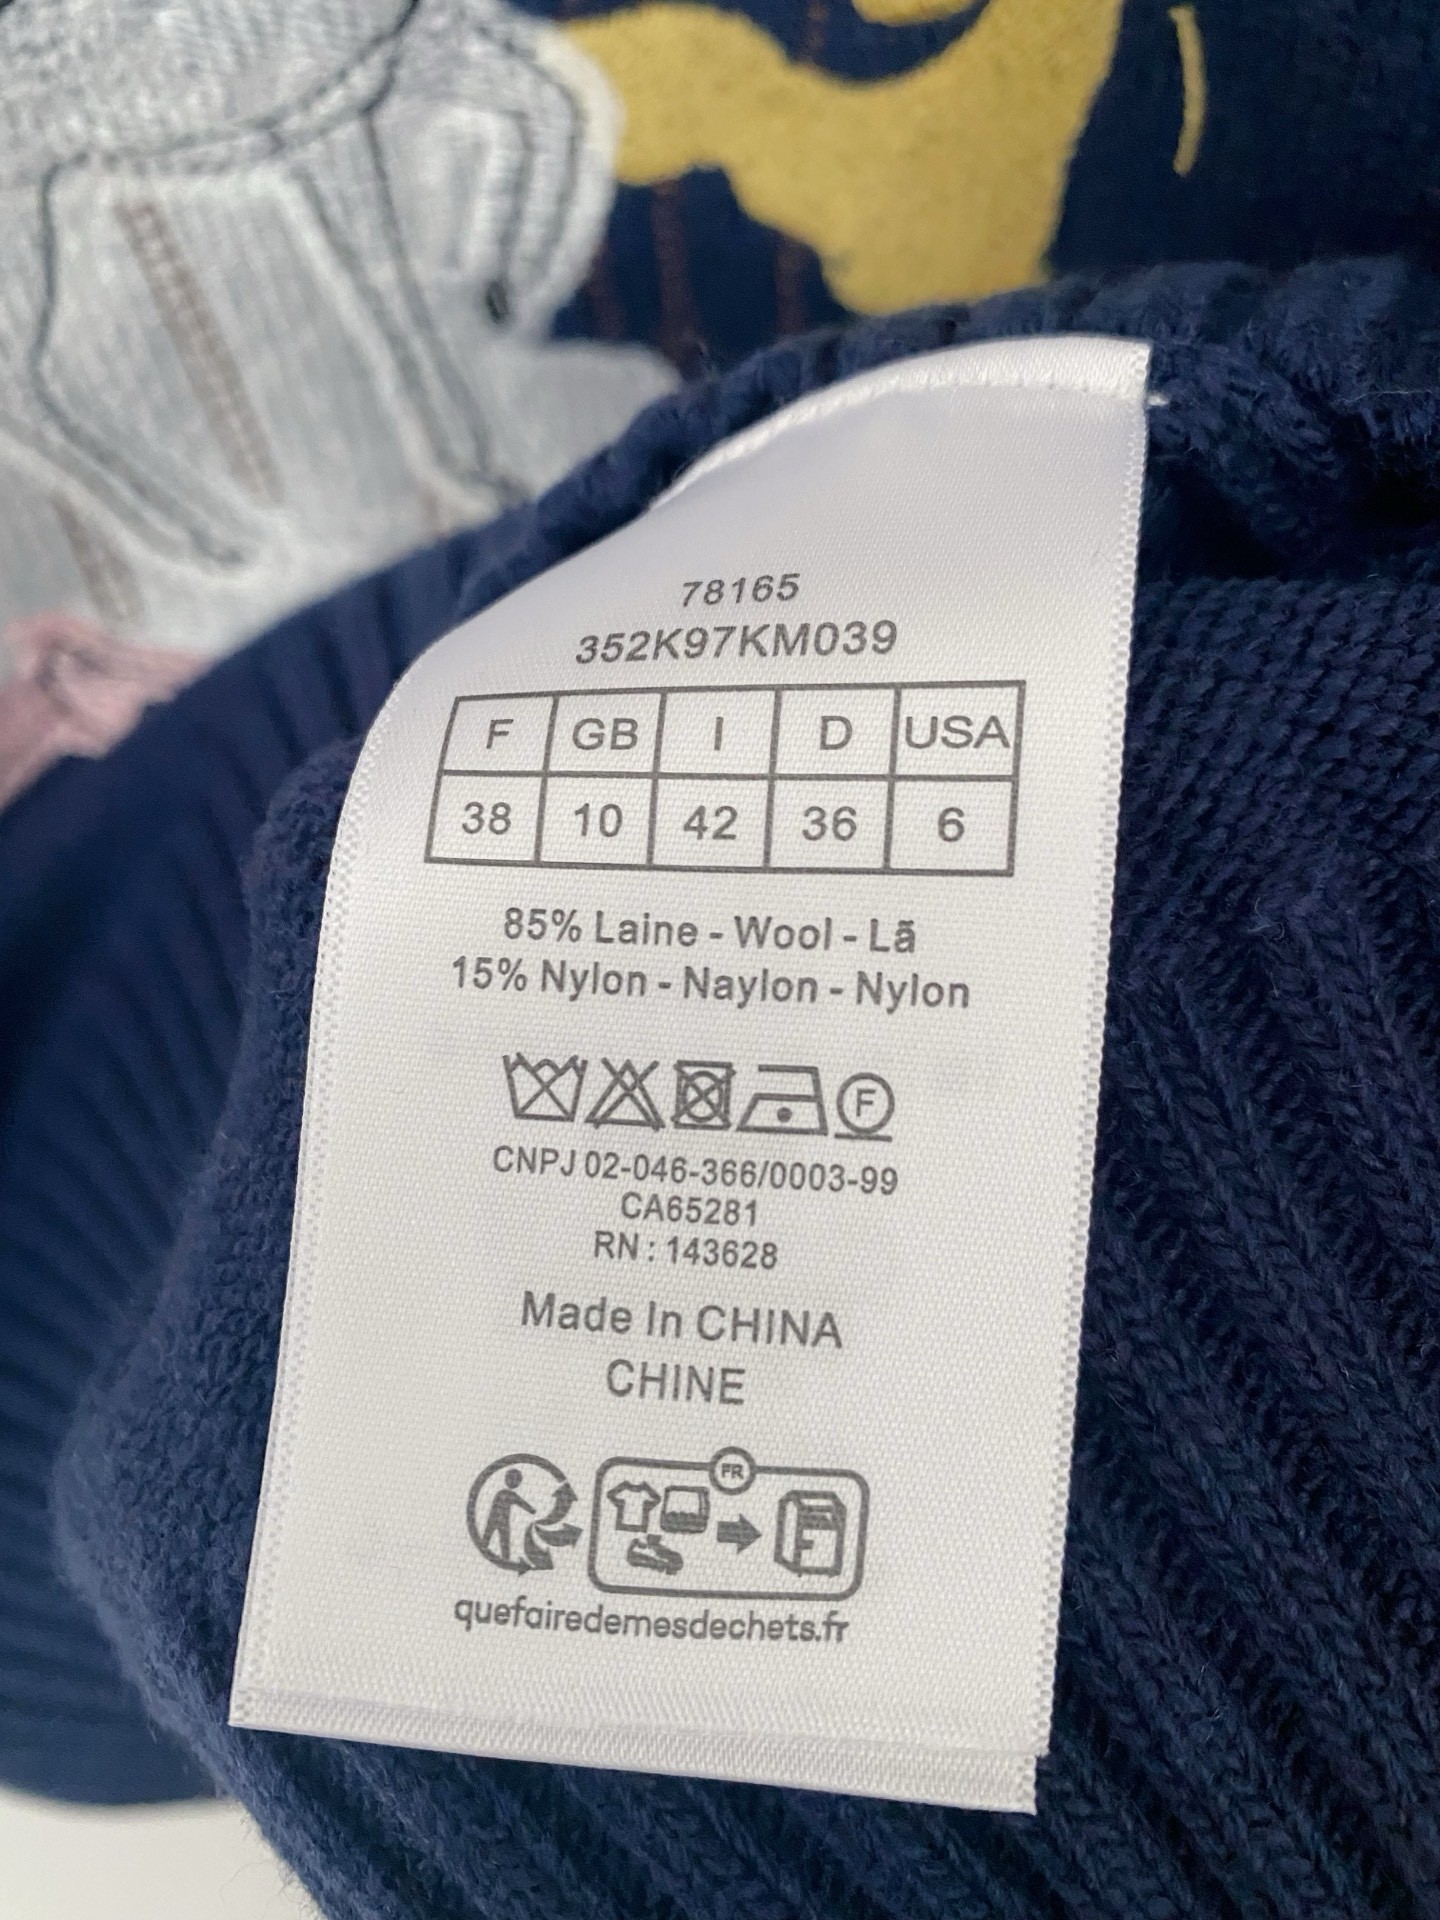 78165
352K97KM039
F GB I D USA
38 10 42 36 6
85% Laine - Wool - Lã
15% Nylon - Naylon - Nylon
F
CNPJ 02-046-366/0003-99
CA65281
RN : 143628
Made In CHINA
CHINE
FR
F
quefairedemesdechets.fr